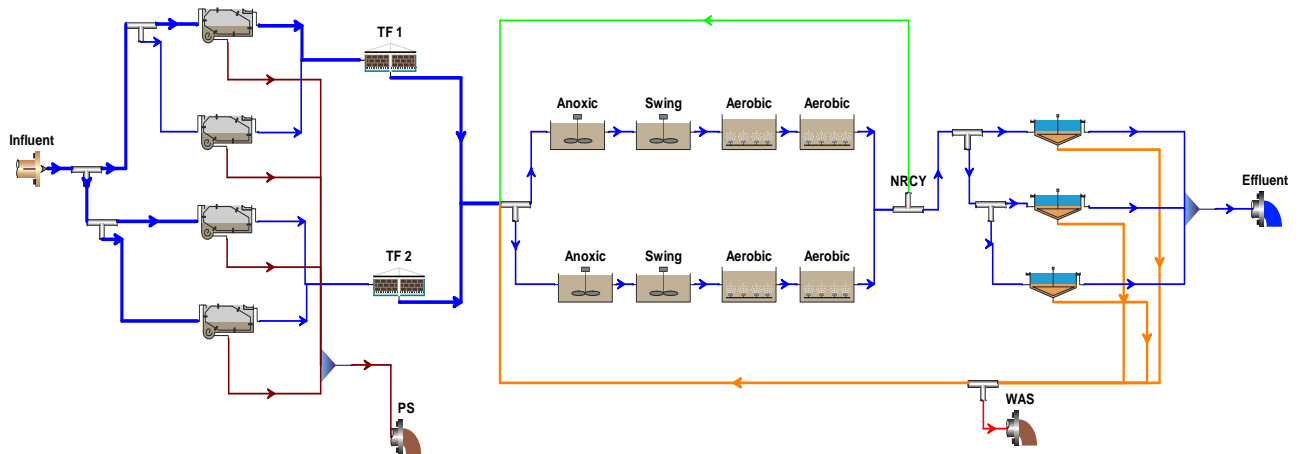 TF 1
Anoxic Swing Aerobic Aerobic
Influent
NRCY
Effluent
TF 2
Anoxic Swing Aerobic Aerobic
PS
WAS